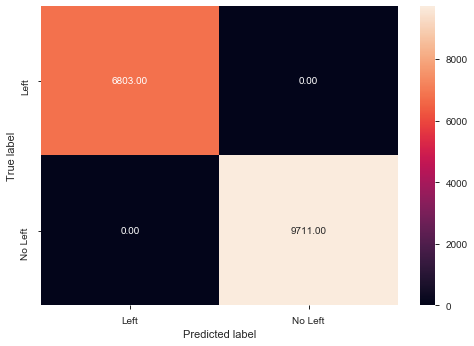 6803.00
0.00
0.00
9711.00
Left
No Left
True label
Left
No Left
Predicted label
8000
6000
4000
2000
0